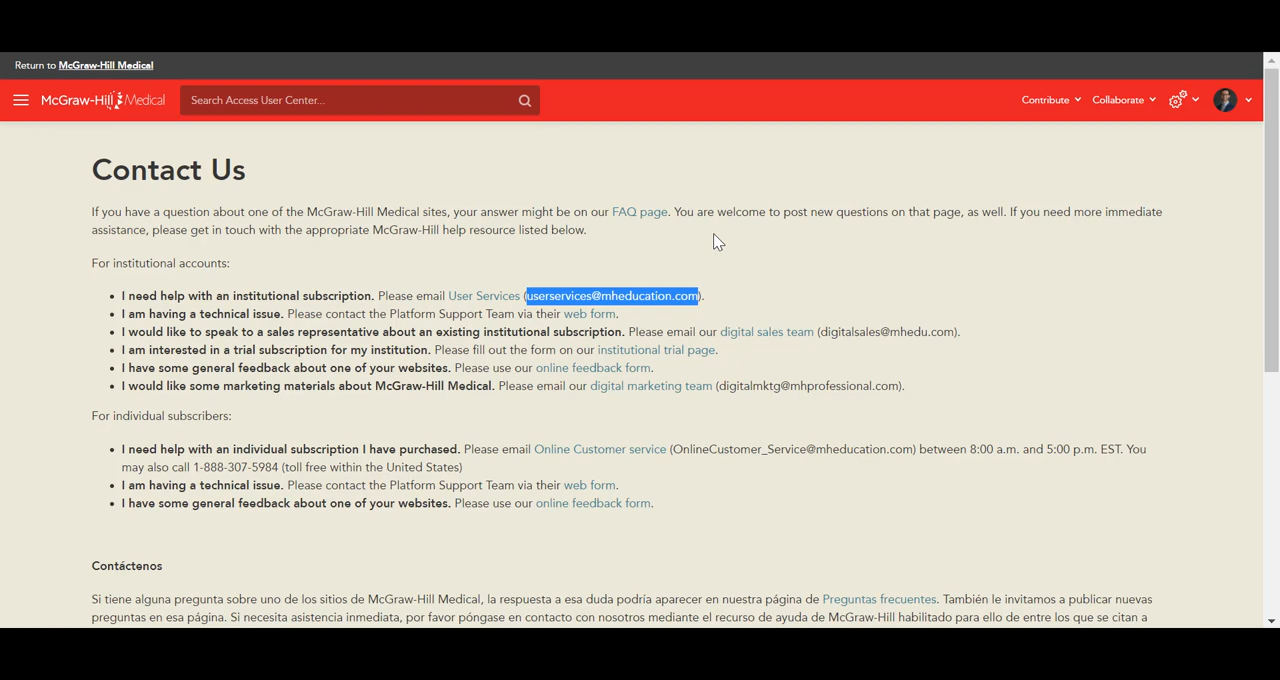 Return to McGraw-Hill Medical
McGraw-Hill Medical Search Access User Center... Contribute Collaborate
Contact Us
If you have a question about one of the McGraw-Hill Medical sites, your answer might be on our FAQ page. You are welcome to post new questions on that page, as well. If you need more immediate
assistance, please get in touch with the appropriate McGraw-Hill help resource listed below.
For institutional accounts:
• I need help with an institutional subscription. Please email User Services (userservices@mheducation.com).
• I am having a technical issue. Please contact the Platform Support Team via their web form.
• I would like to speak to a sales representative about an existing institutional subscription. Please email our digital sales team (digitalsales@mhedu.com).
• I am interested in a trial subscription for my institution. Please fill out the form on our institutional trial page.
• I have some general feedback about one of your websites. Please use our online feedback form.
• I would like some marketing materials about McGraw-Hill Medical. Please email our digital marketing team (digitalmktg@mhprofessional.com).
For individual subscribers:
• I need help with an individual subscription I have purchased. Please email Online Customer service (OnlineCustomer_Service@mheducation.com) between 8:00 a.m. and 5:00 p.m. EST. You
may also call 1-888-307-5984 (toll free within the United States)
• I am having a technical issue. Please contact the Platform Support Team via their web form.
• I have some general feedback about one of your websites. Please use our online feedback form.
Contáctenos
Si tiene alguna pregunta sobre uno de los sitios de McGraw-Hill Medical, la respuesta a esa duda podría aparecer en nuestra página de Preguntas frecuentes. También le invitamos a publicar nuevas
preguntas en esa página. Si necesita asistencia inmediata, por favor póngase en contacto con nosotros mediante el recurso de ayuda de McGraw-Hill habilitado para ello de entre los que se citan a